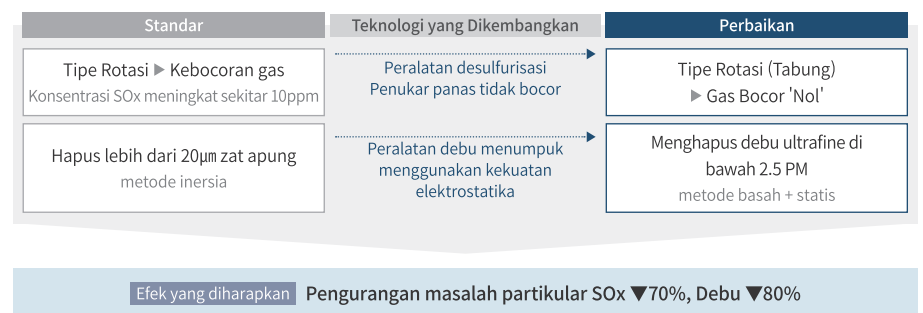 Standar
Teknologi yang Dikembangkan
Perbaikan
Tipe Rotasi ▶ Kebocoran gas
Konsentrasi SOx meningkat sekitar 10ppm
Peralatan desulfurisasi
Penukar panas tidak bocor
Tipe Rotasi (Tabung)
▶ Gas Bocor 'Nol'
Hapus lebih dari 20㎛ zat apung
metode inersia
Peralatan debu menumpuk
menggunakan kekuatan
elektrostatika
Menghapus debu ultrafine di
bawah 2.5 PM
metode basah + statis
Efek yang diharapkan Pengurangan masalah partikular SOx ▼70%, Debu ▼80%